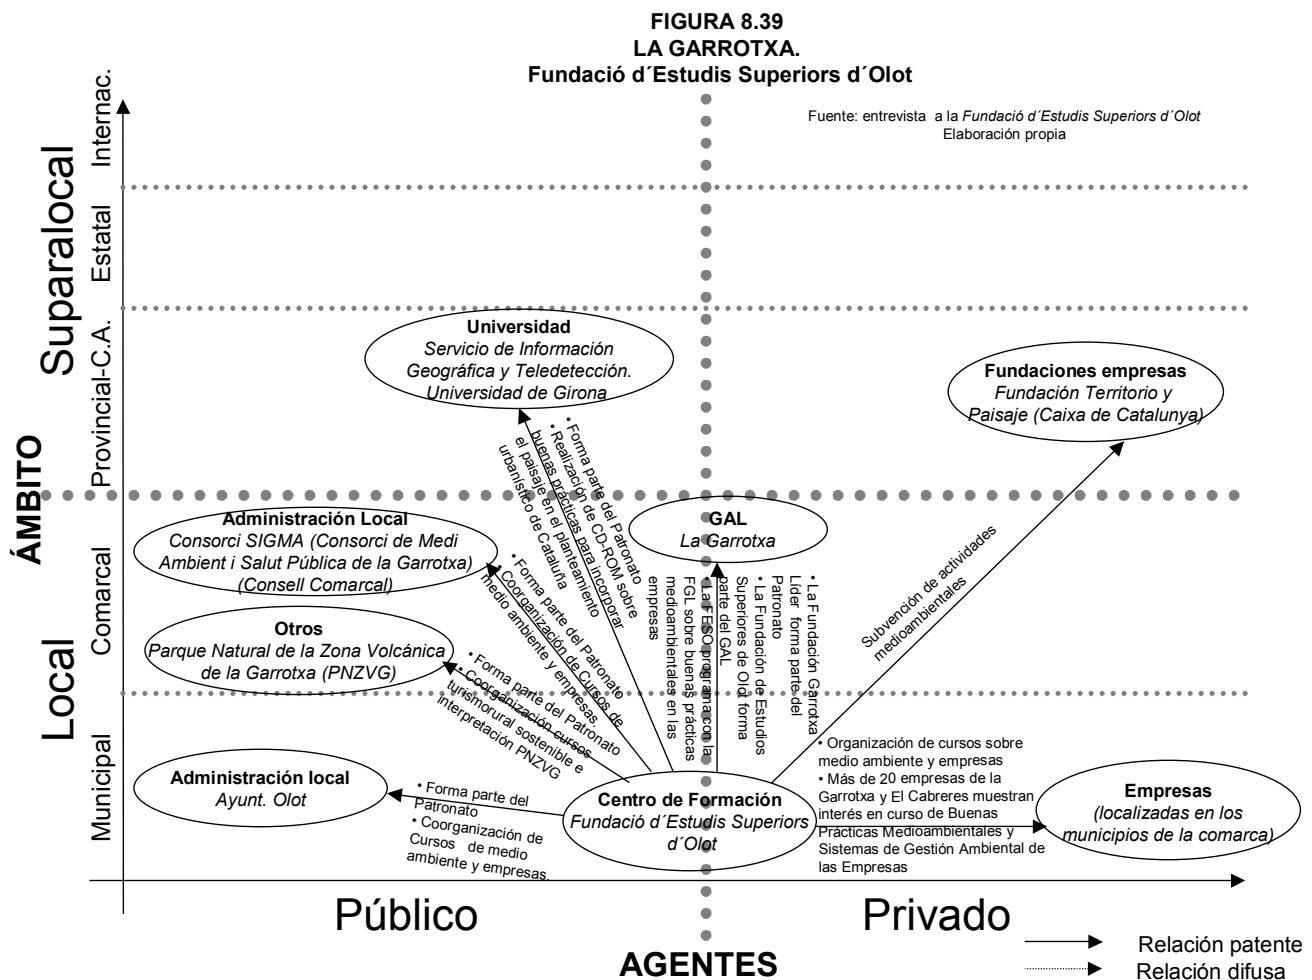 FIGURA 8.39
LA GARROTXA.
Fundació d´Estudis Superiors d´Olot
Fuente: entrevista a la Fundació d´Estudis Superiors d´Olot
Elaboración propia
ÁMBITO
Supralocal
Internac.
Estatal
Provincial-C.A.
Local
Comarcal
Municipal
Universidad
Servicio de Información
Geográfica y Teledetección.
Universidad de Girona
Fundaciones empresas
Fundación Territorio y
Paisaje (Caixa de Catalunya)
• Forma parte del Patronato
• Realización de CD-ROM sobre
buenas prácticas para incorporar
el paisaje en el planteamiento
urbanístico de Cataluña
Administración Local
Consorci SIGMA (Consorci de Medi
Ambient i Salut Pública de la Garrotxa)
(Consell Comarcal)
GAL
La Garrotxa
• Forma parte del Patronato
• Coorganización de Cursos de
medio ambiente y empresas.
Otros
Parque Natural de la Zona Volcánica
de la Garrotxa (PNZVG)
• Forma parte del Patronato
• Coorganización cursos
turismorural sostenible e
interpretación PNZVG
• La Fundación Garrotxa
Líder forma parte del
Patronato
• La Fundación de Estudios
Superiores de Olot forma
parte del GAL
• La FESO programa con la
FGL sobre buenas prácticas
medioambientales en las
empresas
Subvención de actividades
medioambientales
Administración local
Ayunt. Olot
• Forma parte del
Patronato
• Coorganización de
Cursos de medio
ambiente y empresas.
Centro de Formación
Fundació d´Estudis Superiors
d´Olot
• Organización de cursos sobre
medio ambiente y empresas
• Más de 20 empresas de la
Garrotxa y El Cabreres muestran
interés en curso de Buenas
Prácticas Medioambientales y
Sistemas de Gestión Ambiental de
las Empresas
Empresas
(localizadas en los
municipios de la comarca)
Público
Privado
AGENTES
Relación patente
Relación difusa